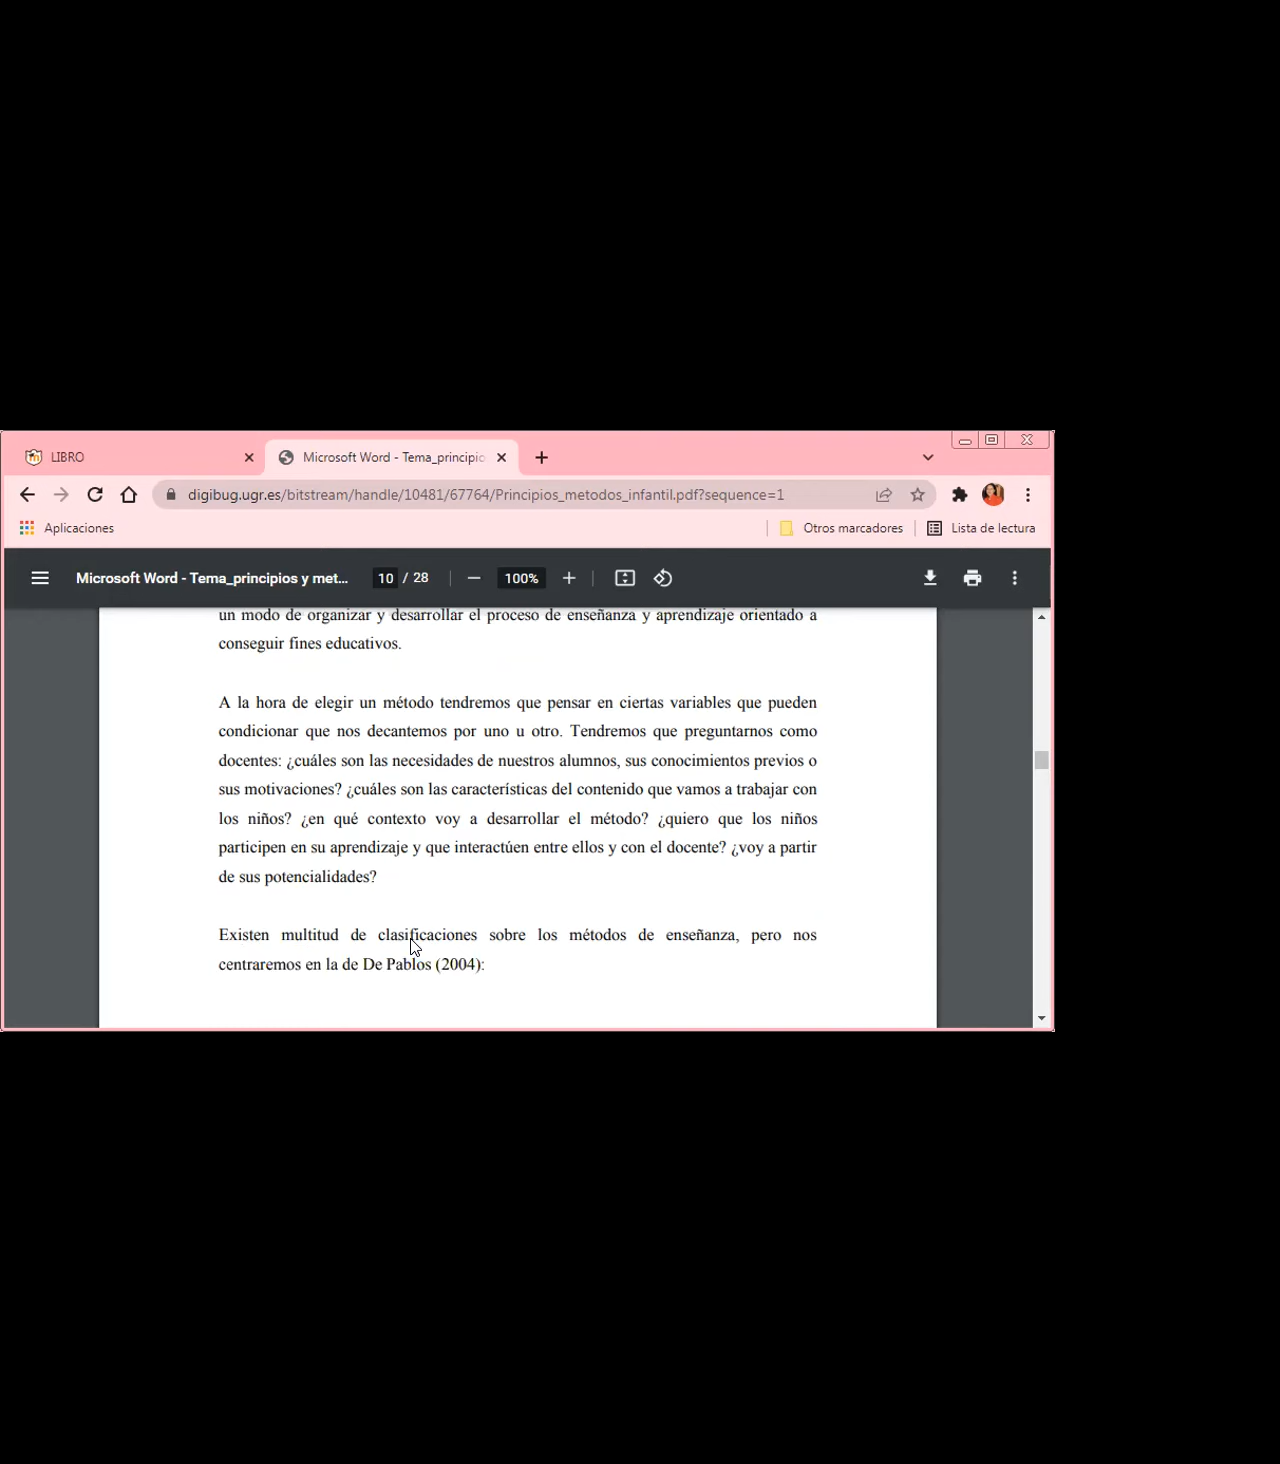 LIBRO
Microsoft Word - Tema_principio
digibug.ugr.es/bitstream/handle/10481/67764/Principios_metodos_infantil.pdf?sequence=1
Aplicaciones
Otros marcadores
Lista de lectura
Microsoft Word - Tema_principios y met...
10 / 28
100%
un modo de organizar y desarrollar el proceso de enseñanza y aprendizaje orientado a
conseguir fines educativos.
A la hora de elegir un método tendremos que pensar en ciertas variables que pueden
condicionar que nos decantemos por uno u otro. Tendremos que preguntarnos como
docentes: ¿cuáles son las necesidades de nuestros alumnos, sus conocimientos previos o
sus motivaciones? ¿cuáles son las características del contenido que vamos a trabajar con
los niños? ¿en qué contexto voy a desarrollar el método? ¿quiero que los niños
participen en su aprendizaje y que interactúen entre ellos y con el docente? ¿voy a partir
de sus potencialidades?
Existen multitud de clasificaciones sobre los métodos de enseñanza, pero nos
centraremos en la de De Pablos (2004):